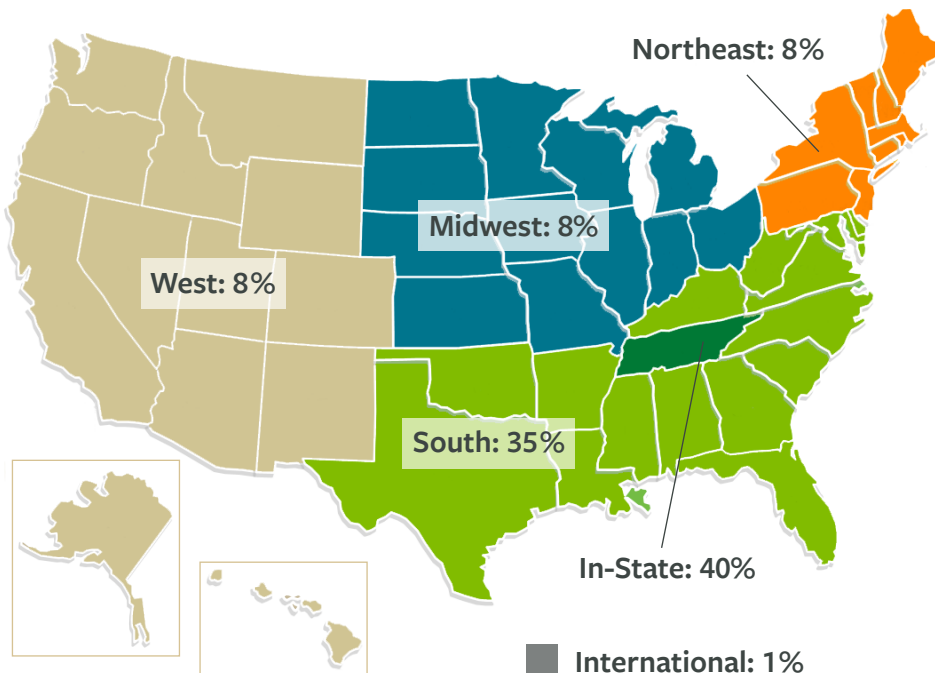 Northeast: 8%
Midwest: 8%
West: 8%
South: 35%
In-State: 40%
International: 1%